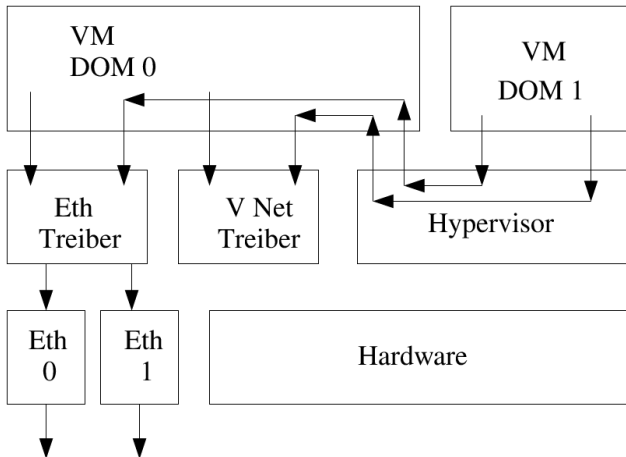 VM
DOM 0
VM
DOM 1
Eth
Treiber
V Net
Treiber
Hypervisor
Eth
0
Eth
1
Hardware